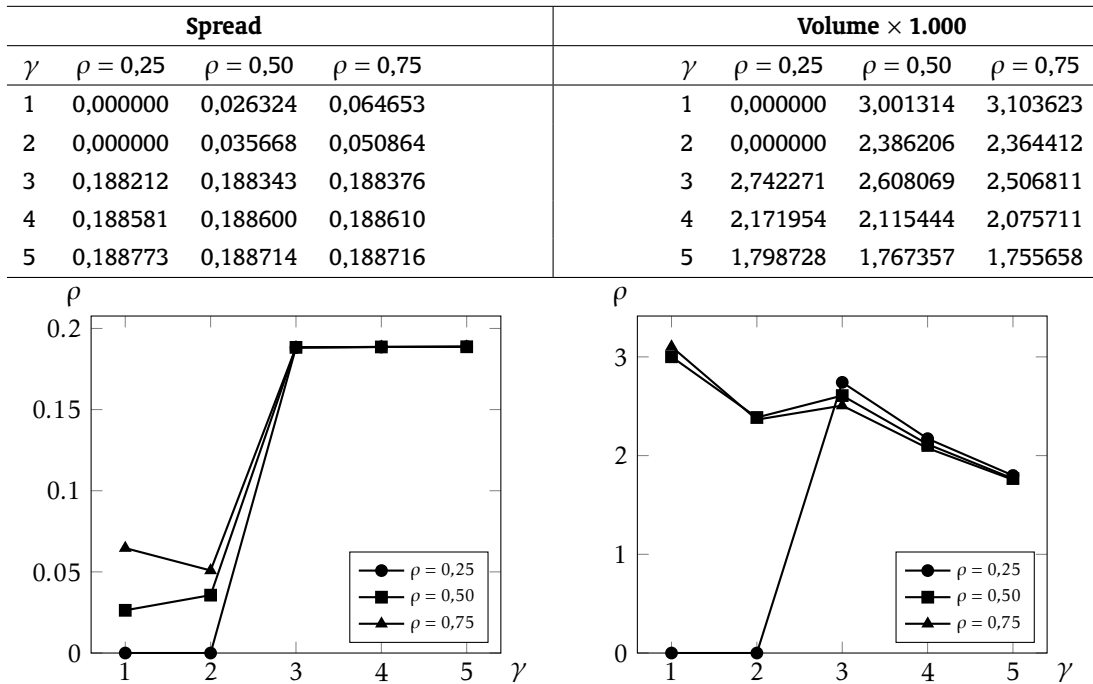 Spread Volume × 1.000
γ ρ = 0,25 ρ = 0,50 ρ = 0,75 γ ρ = 0,25 ρ = 0,50 ρ = 0,75
1 0,000000 0,026324 0,064653 1 0,000000 3,001314 3,103623
2 0,000000 0,035668 0,050864 2 0,000000 2,386206 2,364412
3 0,188212 0,188343 0,188376 3 2,742271 2,608069 2,506811
4 0,188581 0,188600 0,188610 4 2,171954 2,115444 2,075711
5 0,188773 0,188714 0,188716 5 1,798728 1,767357 1,755658
ρ
0.2
0.15
0.1
0.05
0
1 2 3 4 5 γ
ρ = 0,25
ρ = 0,50
ρ = 0,75
ρ
3
2
1
0
1 2 3 4 5 γ
ρ = 0,25
ρ = 0,50
ρ = 0,75